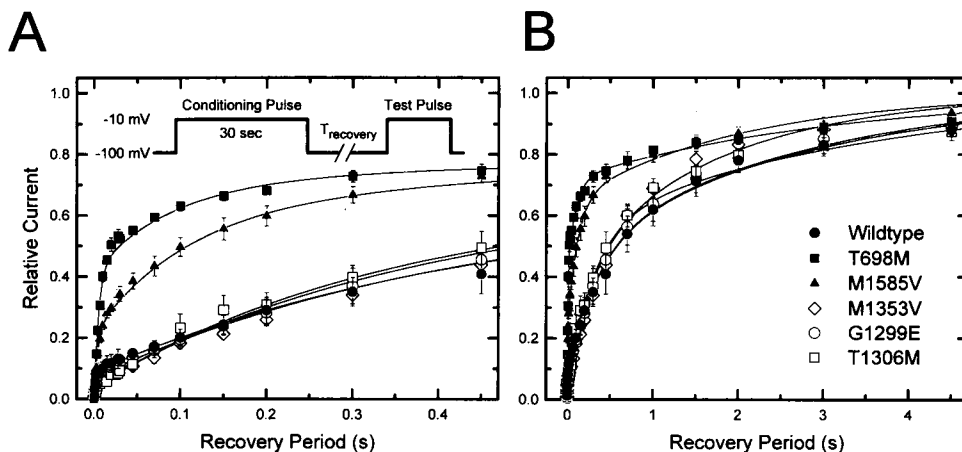 A
B
1.0
0.8
0.6
0.4
0.2
0.0
Relative Current
-10 mV
-100 mV
Conditioning Pulse
30 sec
Trecovery
Test Pulse
0.0 0.1 0.2 0.3 0.4
Recovery Period (s)
1.0
0.8
0.6
0.4
0.2
0.0
Wildtype
T698M
M1585V
M1353V
G1299E
T1306M
0 1 2 3 4
Recovery Period (s)